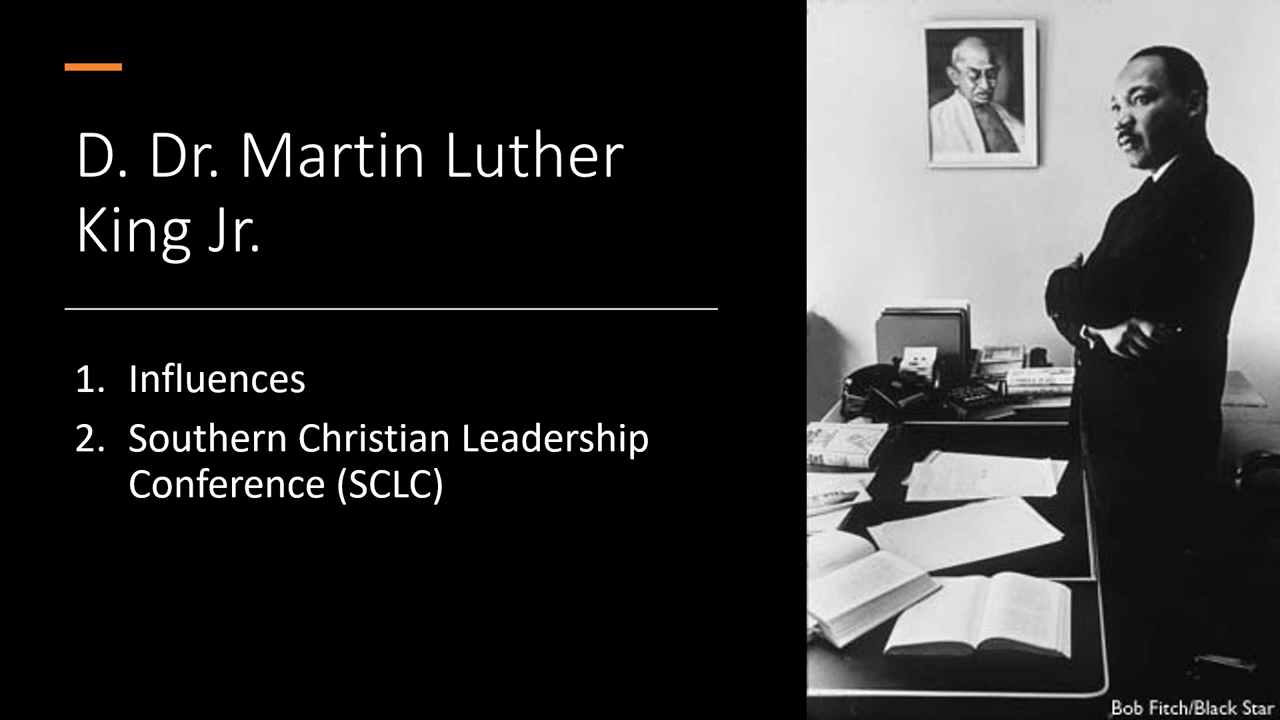 D. Dr. Martin Luther
King Jr.
1. Influences
2. Southern Christian Leadership
Conference (SCLC)
Bob Fitch/Black Star